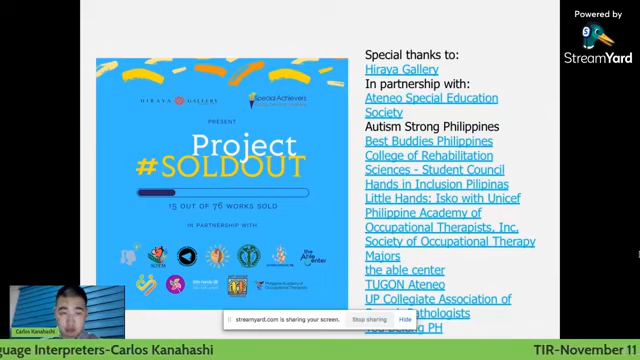 Powered by
StreamYard
HIRAYA GALLERY
Special Achievers
PRESENT
Project
#SOLDOUT
15 OUT OF 76 WORKS SOLD
IN PARTNERSHIP WITH
the Able Center
Philippine Academy of Occupational Therapists
Special thanks to:
Hiraya Gallery
In partnership with:
Ateneo Special Education
Society
Autism Strong Philippines
Best Buddies Philippines
College of Rehabilitation
Sciences - Student Council
Hands in Inclusion Pilipinas
Little Hands: Isko with Unicef
Philippine Academy of
Occupational Therapists, Inc.
Society of Occupational Therapy
Majors
the able center
TUGON Ateneo
UP Collegiate Association of
Pathologists
PH
streamyard.com is sharing your screen.
Stop sharing
Hide
Carlos Kanahashi
guage Interpreters-Carlos Kanahashi
TIR-November 11